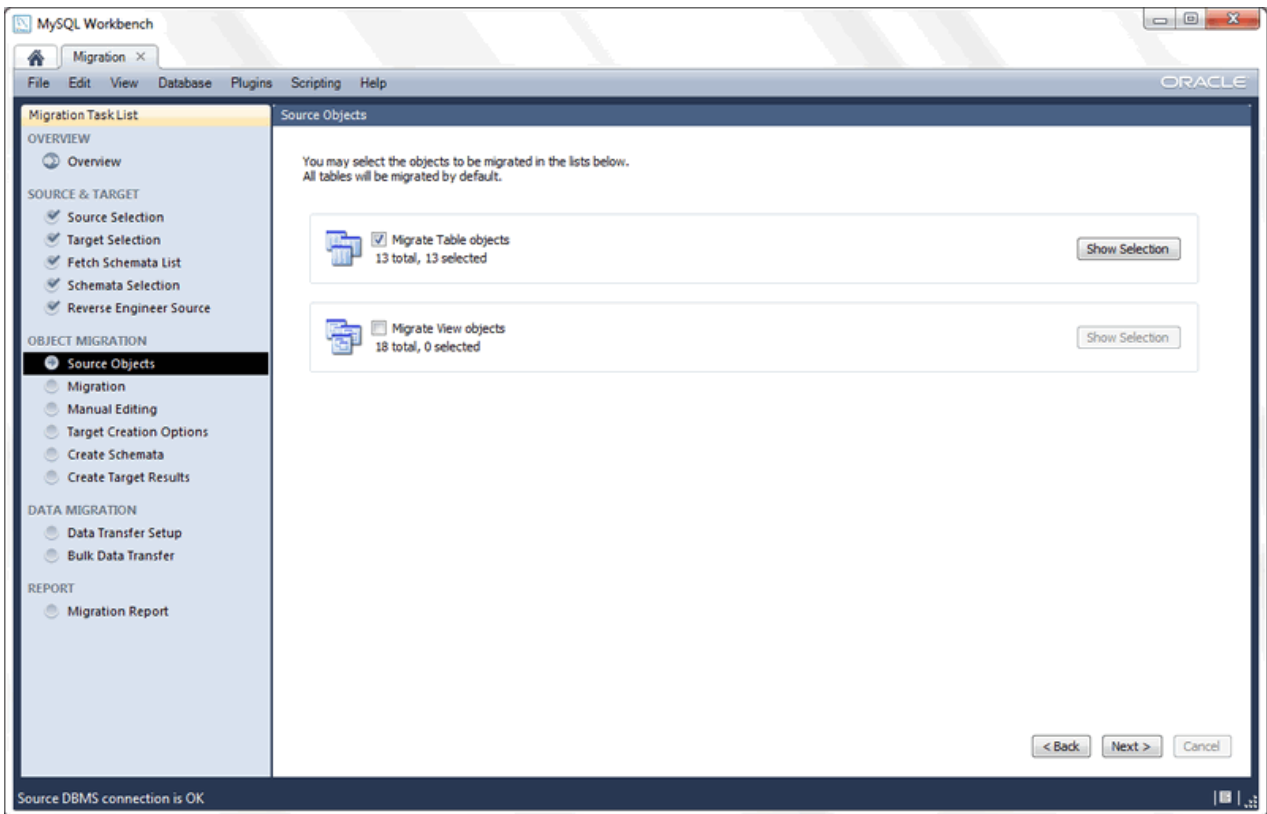 MySQL Workbench
Migration
File Edit View Database Plugins Scripting Help
ORACLE
Migration Task List
OVERVIEW
Overview
SOURCE & TARGET
Source Selection
Target Selection
Fetch Schemata List
Schemata Selection
Reverse Engineer Source
OBJECT MIGRATION
Source Objects
Migration
Manual Editing
Target Creation Options
Create Schemata
Create Target Results
DATA MIGRATION
Data Transfer Setup
Bulk Data Transfer
REPORT
Migration Report
Source Objects
You may select the objects to be migrated in the lists below.
All tables will be migrated by default.
Migrate Table objects
13 total, 13 selected
Show Selection
Migrate View objects
18 total, 0 selected
Show Selection
< Back Next > Cancel
Source DBMS connection is OK